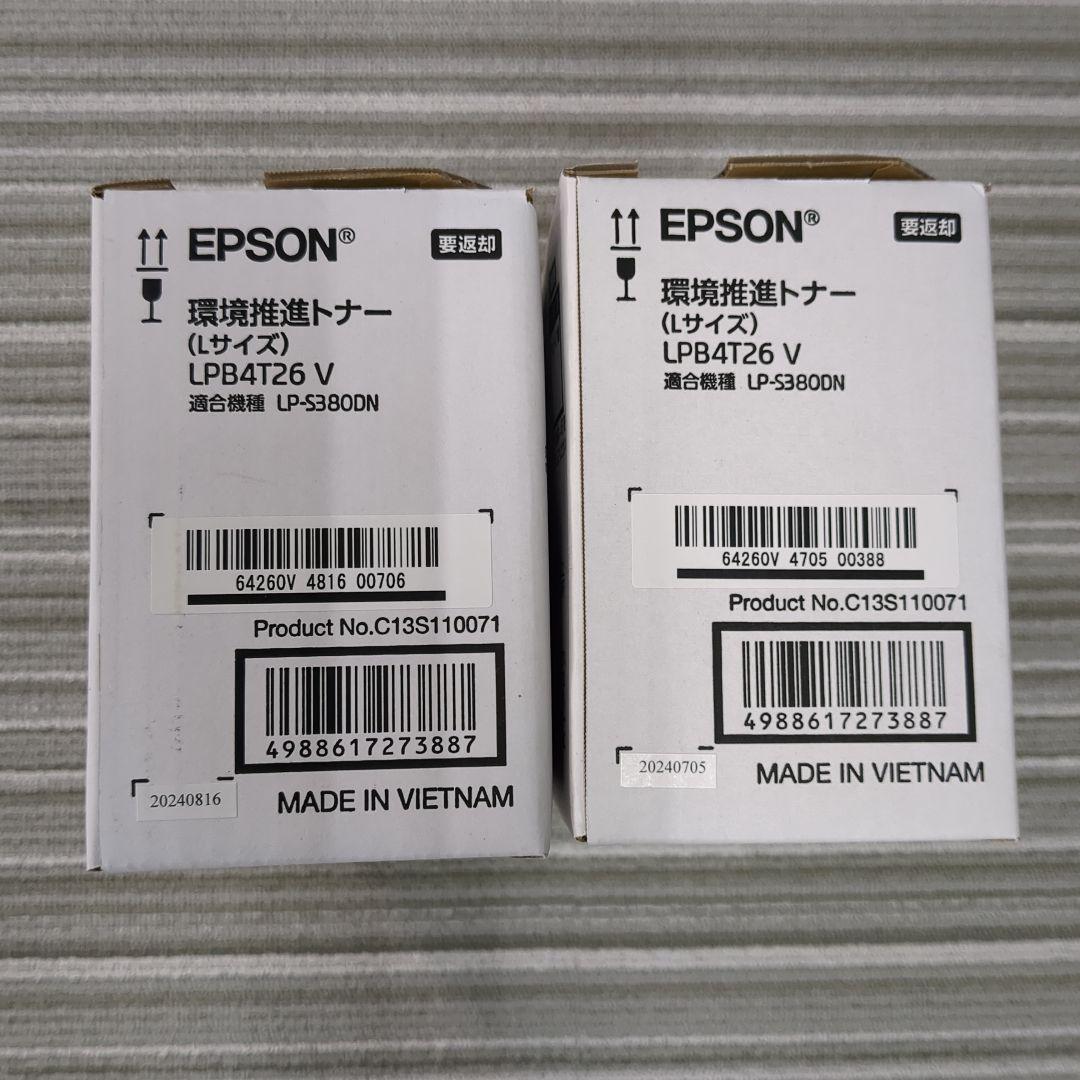 EPSON®
要返却
環境推進トナー
(Lサイズ)
LPB4T26 V
適合機種 LP-S380DN
64260V 4816 00706
Product No.C13S110071
4988617273887
20240816
MADE IN VIETNAM
EPSON®
要返却
環境推進トナー
(Lサイズ)
LPB4T26 V
適合機種 LP-S380DN
64260V 4705 00388
Product No.C13S110071
4988617273887
20240705
MADE IN VIETNAM